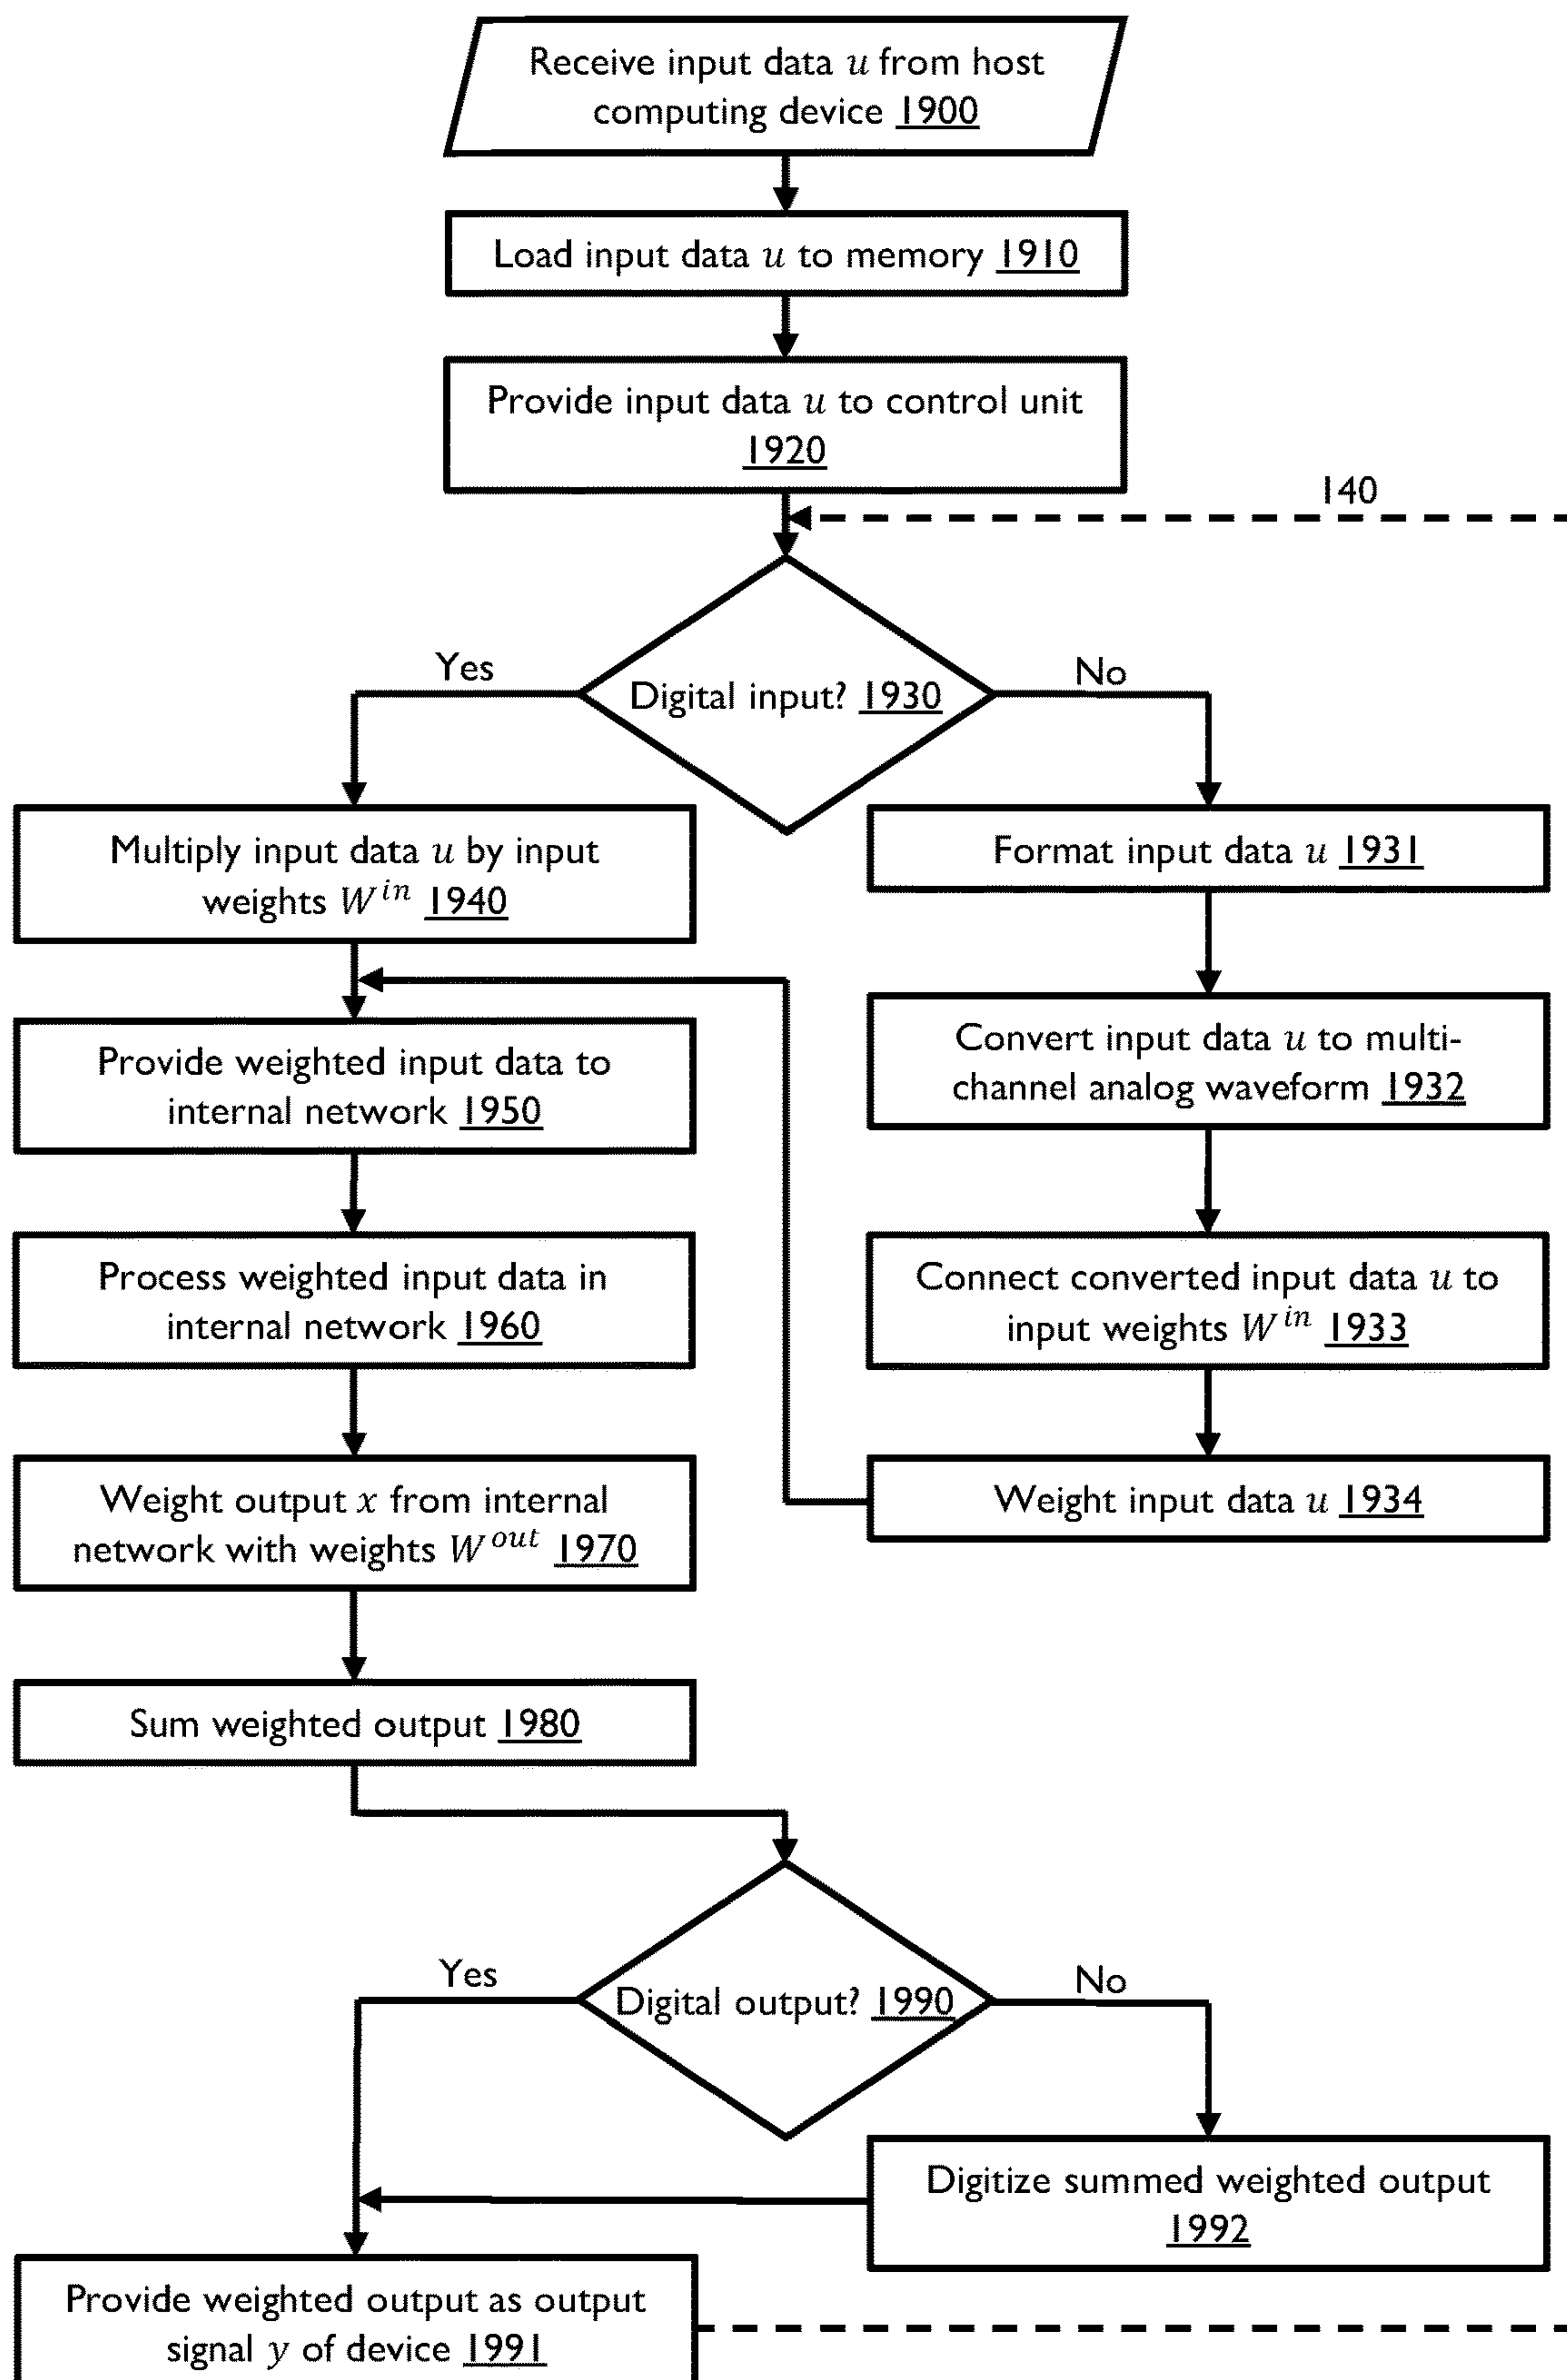 Receive input data u from host
computing device 1900
Load input data u to memory 1910
Provide input data u to control unit
1920
140
Digital input? 1930
Yes
No
Multiply input data u by input
weights W^in 1940
Format input data u 1931
Provide weighted input data to
internal network 1950
Convert input data u to multi-
channel analog waveform 1932
Process weighted input data in
internal network 1960
Connect converted input data u to
input weights W^in 1933
Weight output x from internal
network with weights W^out 1970
Weight input data u 1934
Sum weighted output 1980
Digital output? 1990
Yes
No
Digitize summed weighted output
1992
Provide weighted output as output
signal y of device 1991